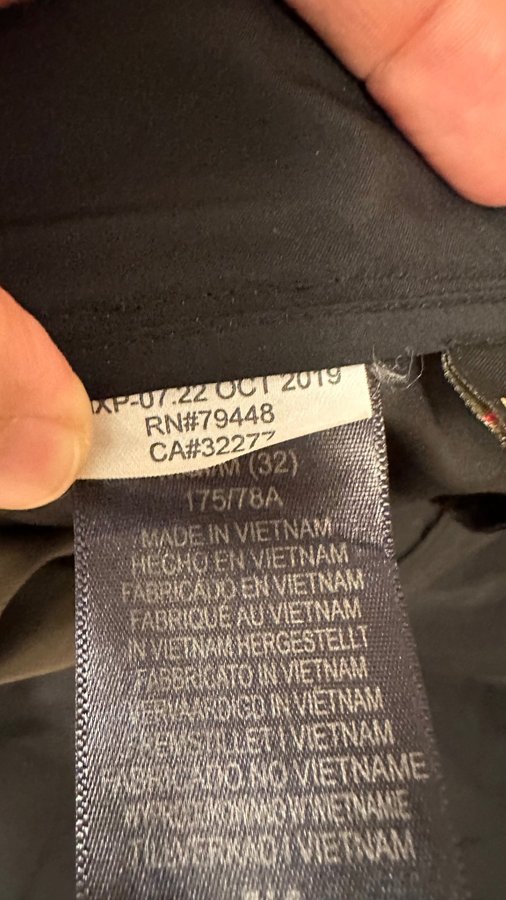 XP-07.22 OCT 2019
RN#79448
CA#32277
(32)
175/78A
MADE IN VIETNAM
HECHO EN VIETNAM
FABRICADO EN VIETNAM
FABRIQUÉ AU VIETNAM
IN VIETNAM HERGESTELLT
FABBRICATO IN VIETNAM
VERVAARDIGD IN VIETNAM
I VIETNAM
FABRICADO NO VIETNAME
WYPRODUKOWANO W WIETNAMIE
TILLVERKAD I VIETNAM